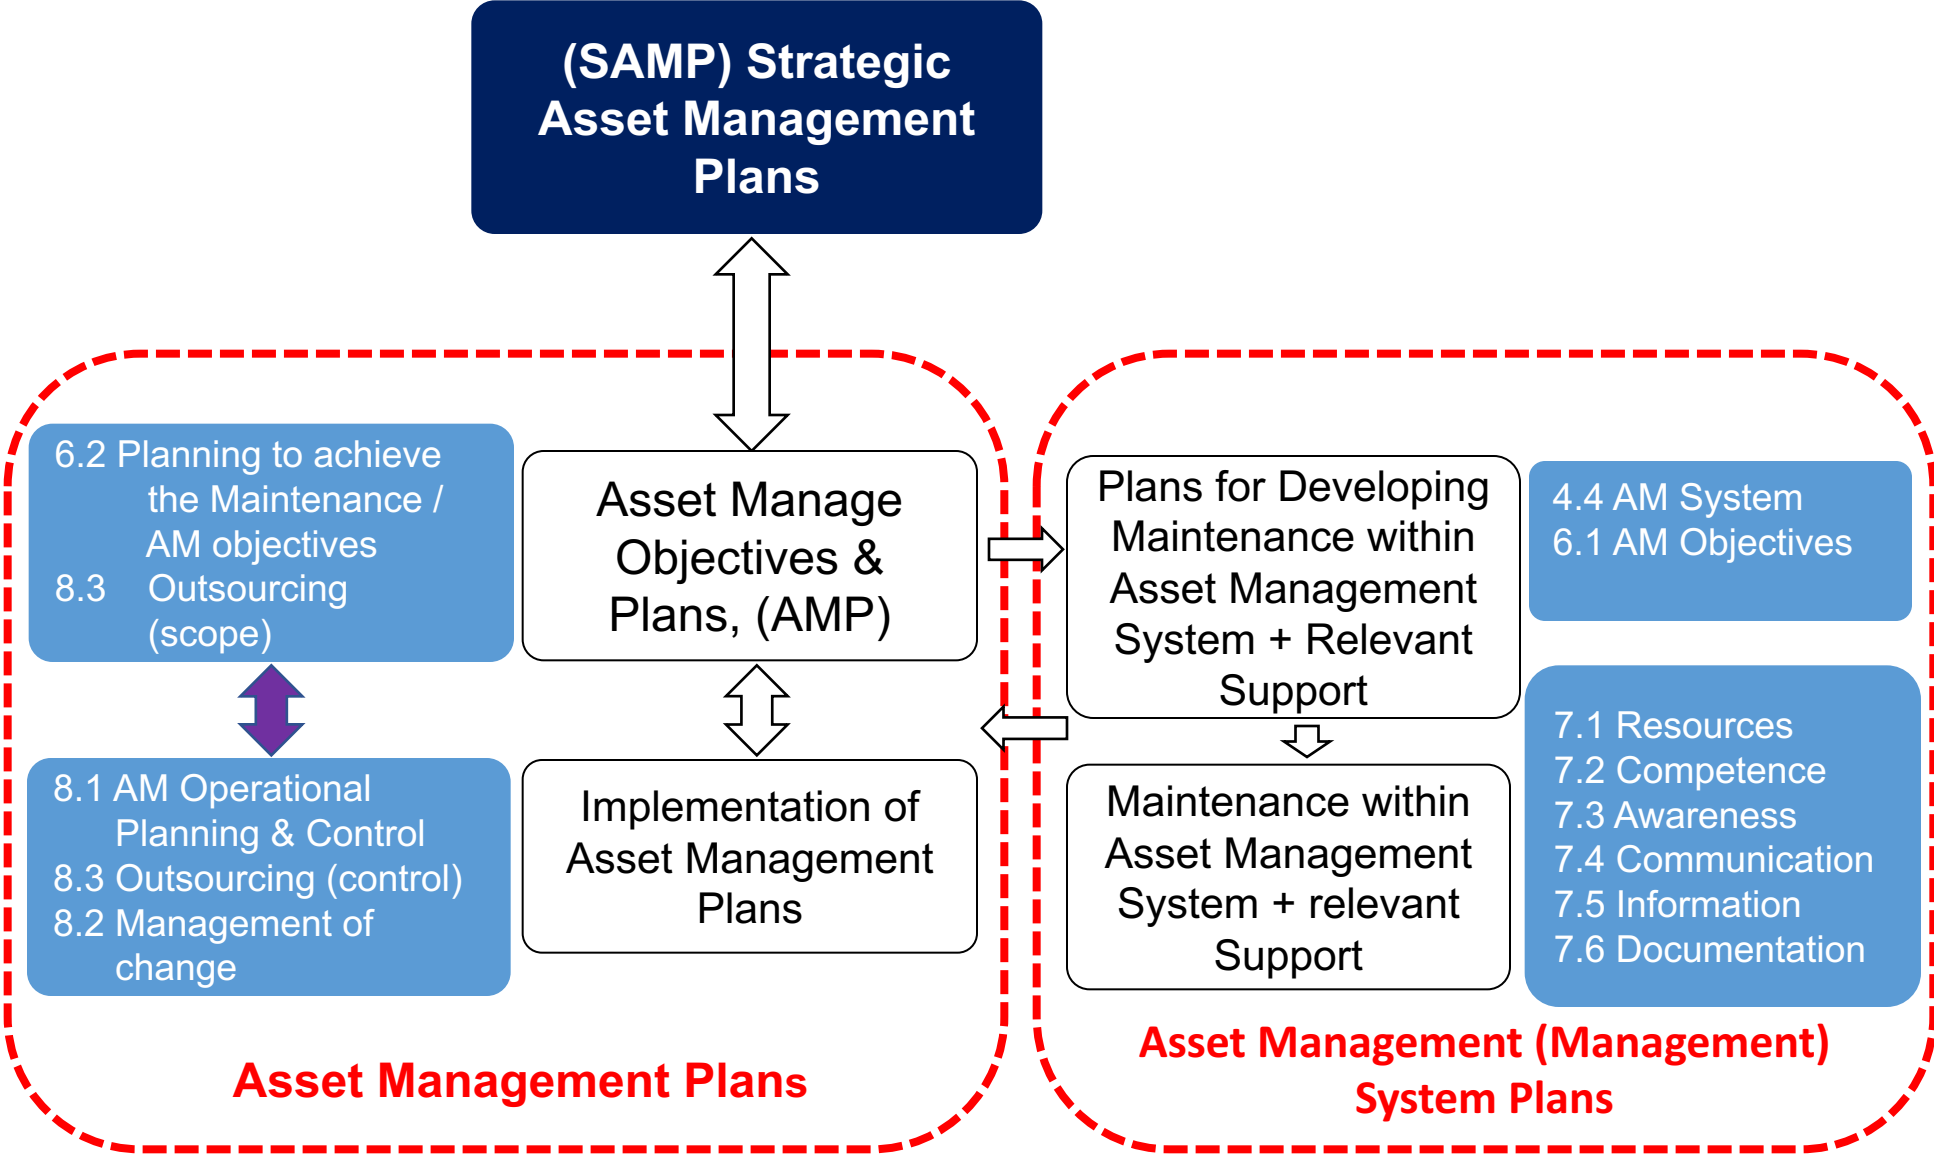 (SAMP) Strategic
Asset Management
Plans
6.2 Planning to achieve
the Maintenance /
AM objectives
8.3 Outsourcing
(scope)
Asset Manage
Objectives &
Plans, (AMP)
8.1 AM Operational
Planning & Control
8.3 Outsourcing (control)
8.2 Management of
change
Implementation of
Asset Management
Plans
Asset Management Plans
Plans for Developing
Maintenance within
Asset Management
System + Relevant
Support
4.4 AM System
6.1 AM Objectives
Maintenance within
Asset Management
System + relevant
Support
7.1 Resources
7.2 Competence
7.3 Awareness
7.4 Communication
7.5 Information
7.6 Documentation
Asset Management (Management)
System Plans